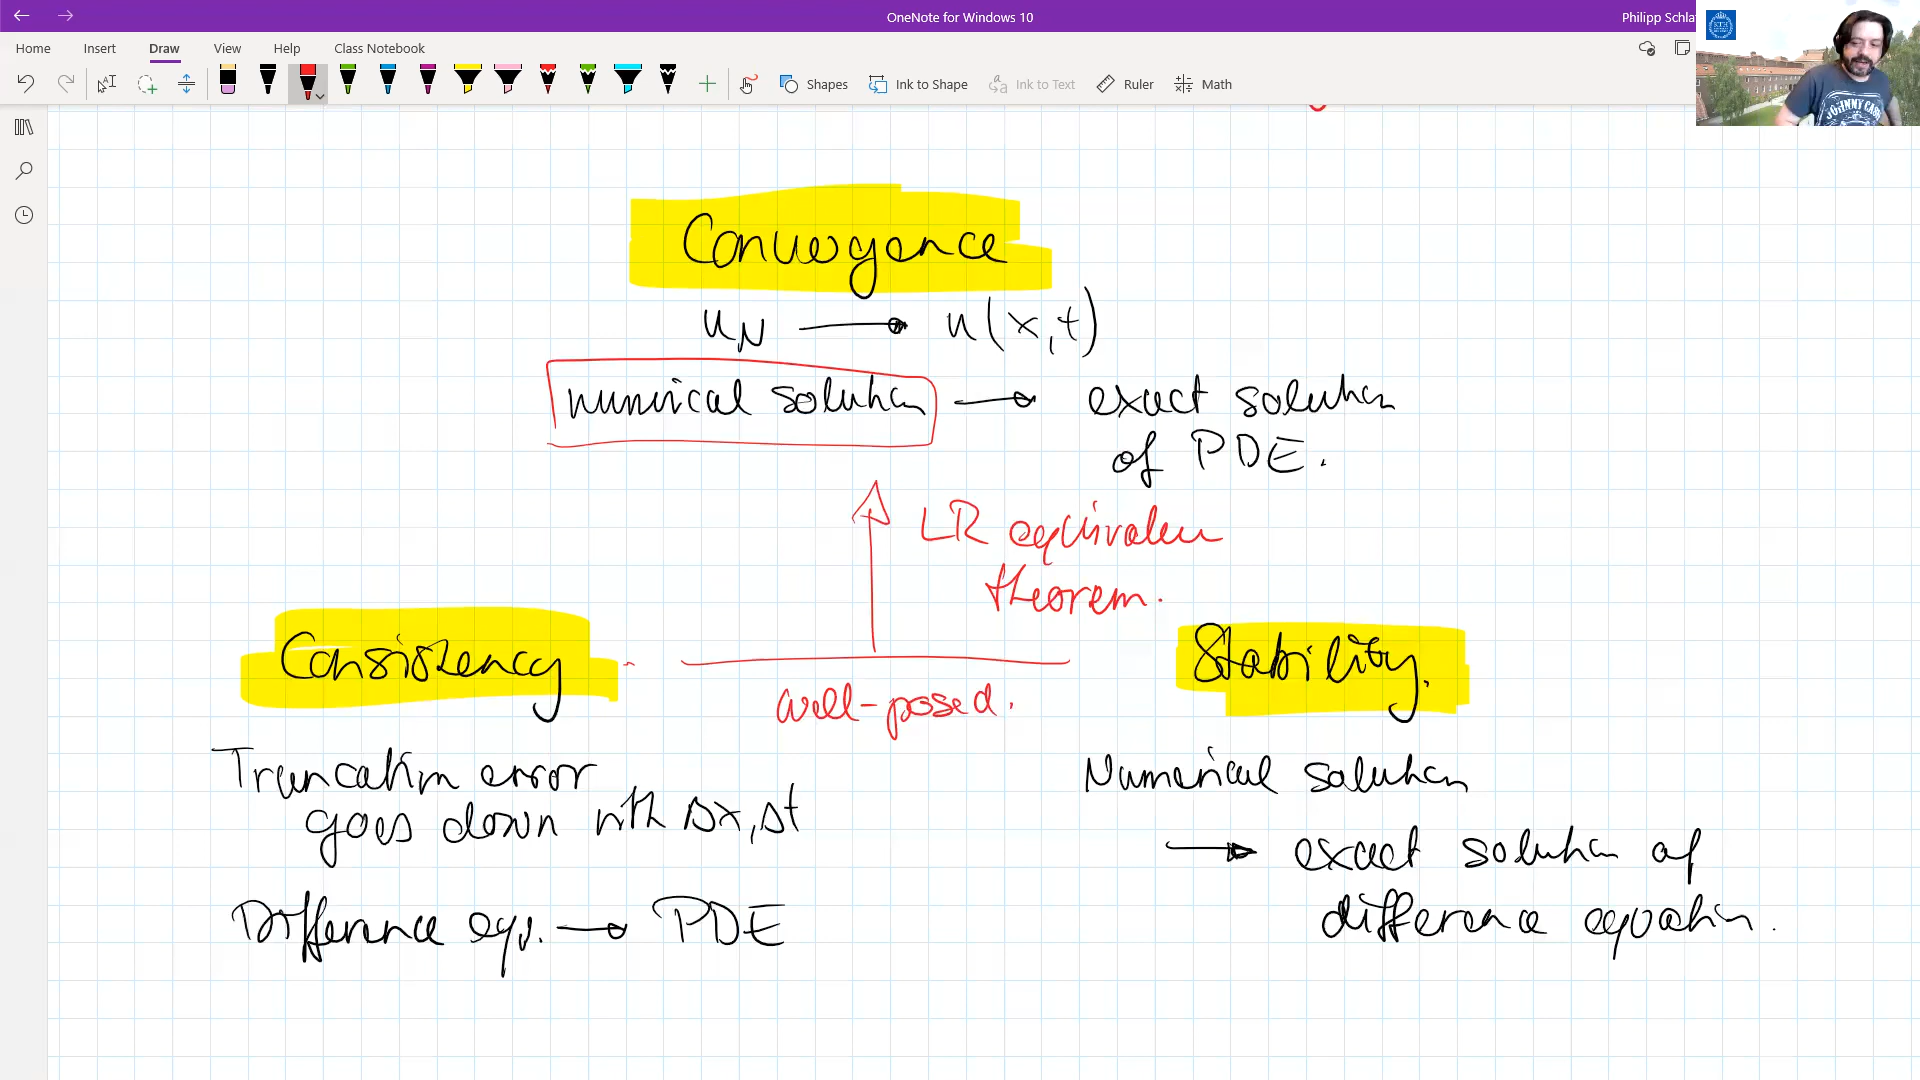 OneNote for Windows 10
Philipp Schla
Home Insert Draw View Help Class Notebook
Shapes Ink to Shape Ink to Text Ruler Math
JOHNNY CASH
Convergence
u_N → u(x,t)
numerical solution → exact solution
of PDE.
LR equivalence
theorem.
Consistency
Stability.
well-posed.
Truncation error
goes down with Δx, Δt
Difference eqs. → PDE
Numerical solution
→ exact solution of
difference equation.